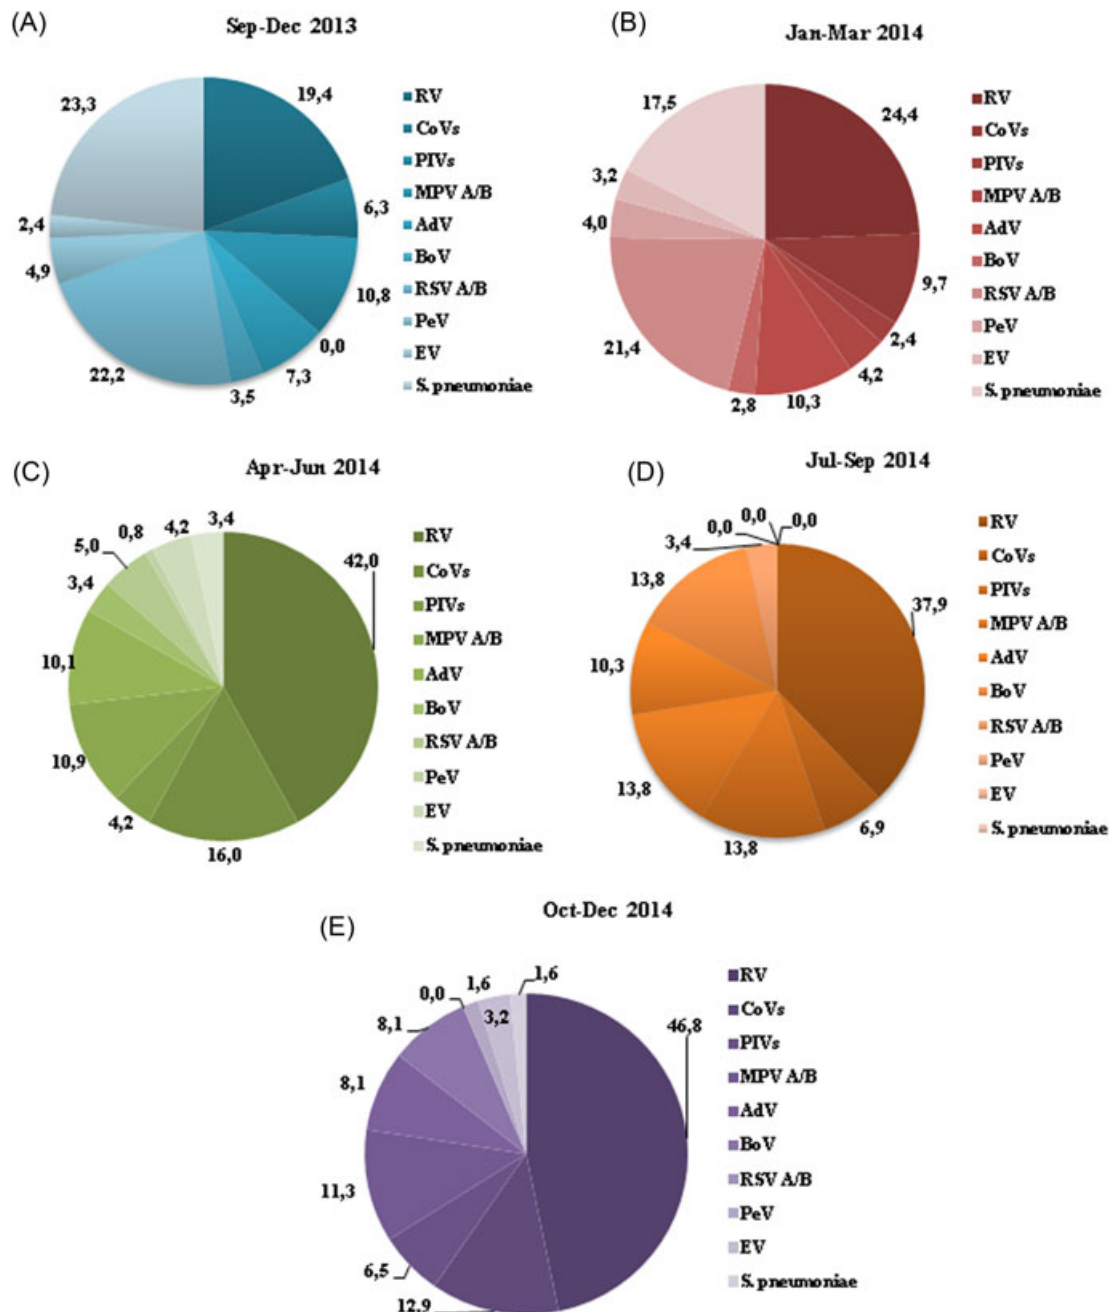 (A)
Sep-Dec 2013
23,3
19,4
6,3
10,8
0,0
7,3
3,5
22,2
4,9
2,4
RV
CoVs
PIVs
MPV A/B
AdV
BoV
RSV A/B
PeV
EV
S. pneumoniae
(B)
Jan-Mar 2014
17,5
24,4
9,7
2,4
4,2
10,3
2,8
21,4
4,0
3,2
RV
CoVs
PIVs
MPV A/B
AdV
BoV
RSV A/B
PeV
EV
S. pneumoniae
(C)
Apr-Jun 2014
0,8
4,2
3,4
5,0
3,4
10,1
10,9
4,2
16,0
42,0
RV
CoVs
PIVs
MPV A/B
AdV
BoV
RSV A/B
PeV
EV
S. pneumoniae
(D)
Jul-Sep 2014
0,0
0,0
0,0
3,4
13,8
10,3
13,8
13,8
6,9
37,9
RV
CoVs
PIVs
MPV A/B
AdV
BoV
RSV A/B
PeV
EV
S. pneumoniae
(E)
Oct-Dec 2014
0,0
1,6
3,2
1,6
8,1
8,1
11,3
6,5
12,9
46,8
RV
CoVs
PIVs
MPV A/B
AdV
BoV
RSV A/B
PeV
EV
S. pneumoniae